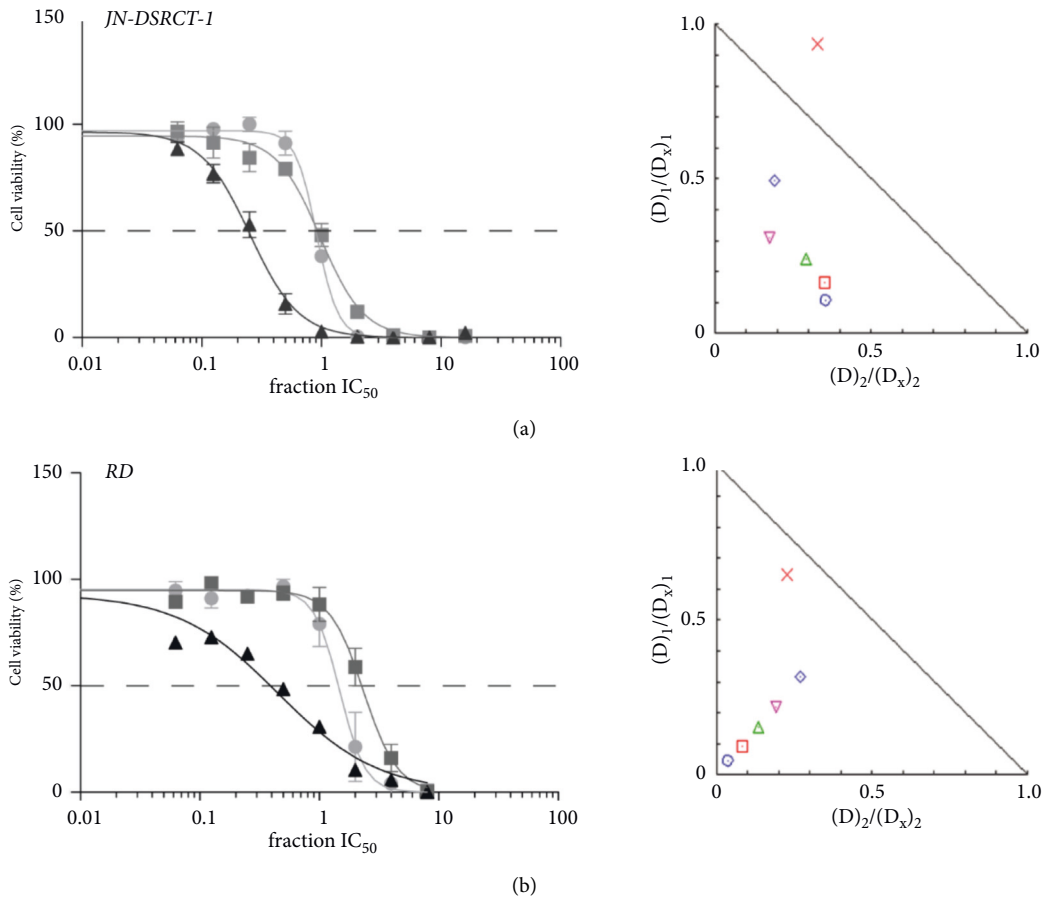 JN-DSRCT-1
150
100
50
0
Cell viability (%)
0.01 0.1 1 10 100
fraction IC50
1.0
0.5
0
(D)1/(Dx)1
0 0.5 1.0
(D)2/(Dx)2
(a)
RD
150
100
50
0
Cell viability (%)
0.01 0.1 1 10 100
fraction IC50
1.0
0.5
0
(D)1/(Dx)1
0 0.5 1.0
(D)2/(Dx)2
(b)